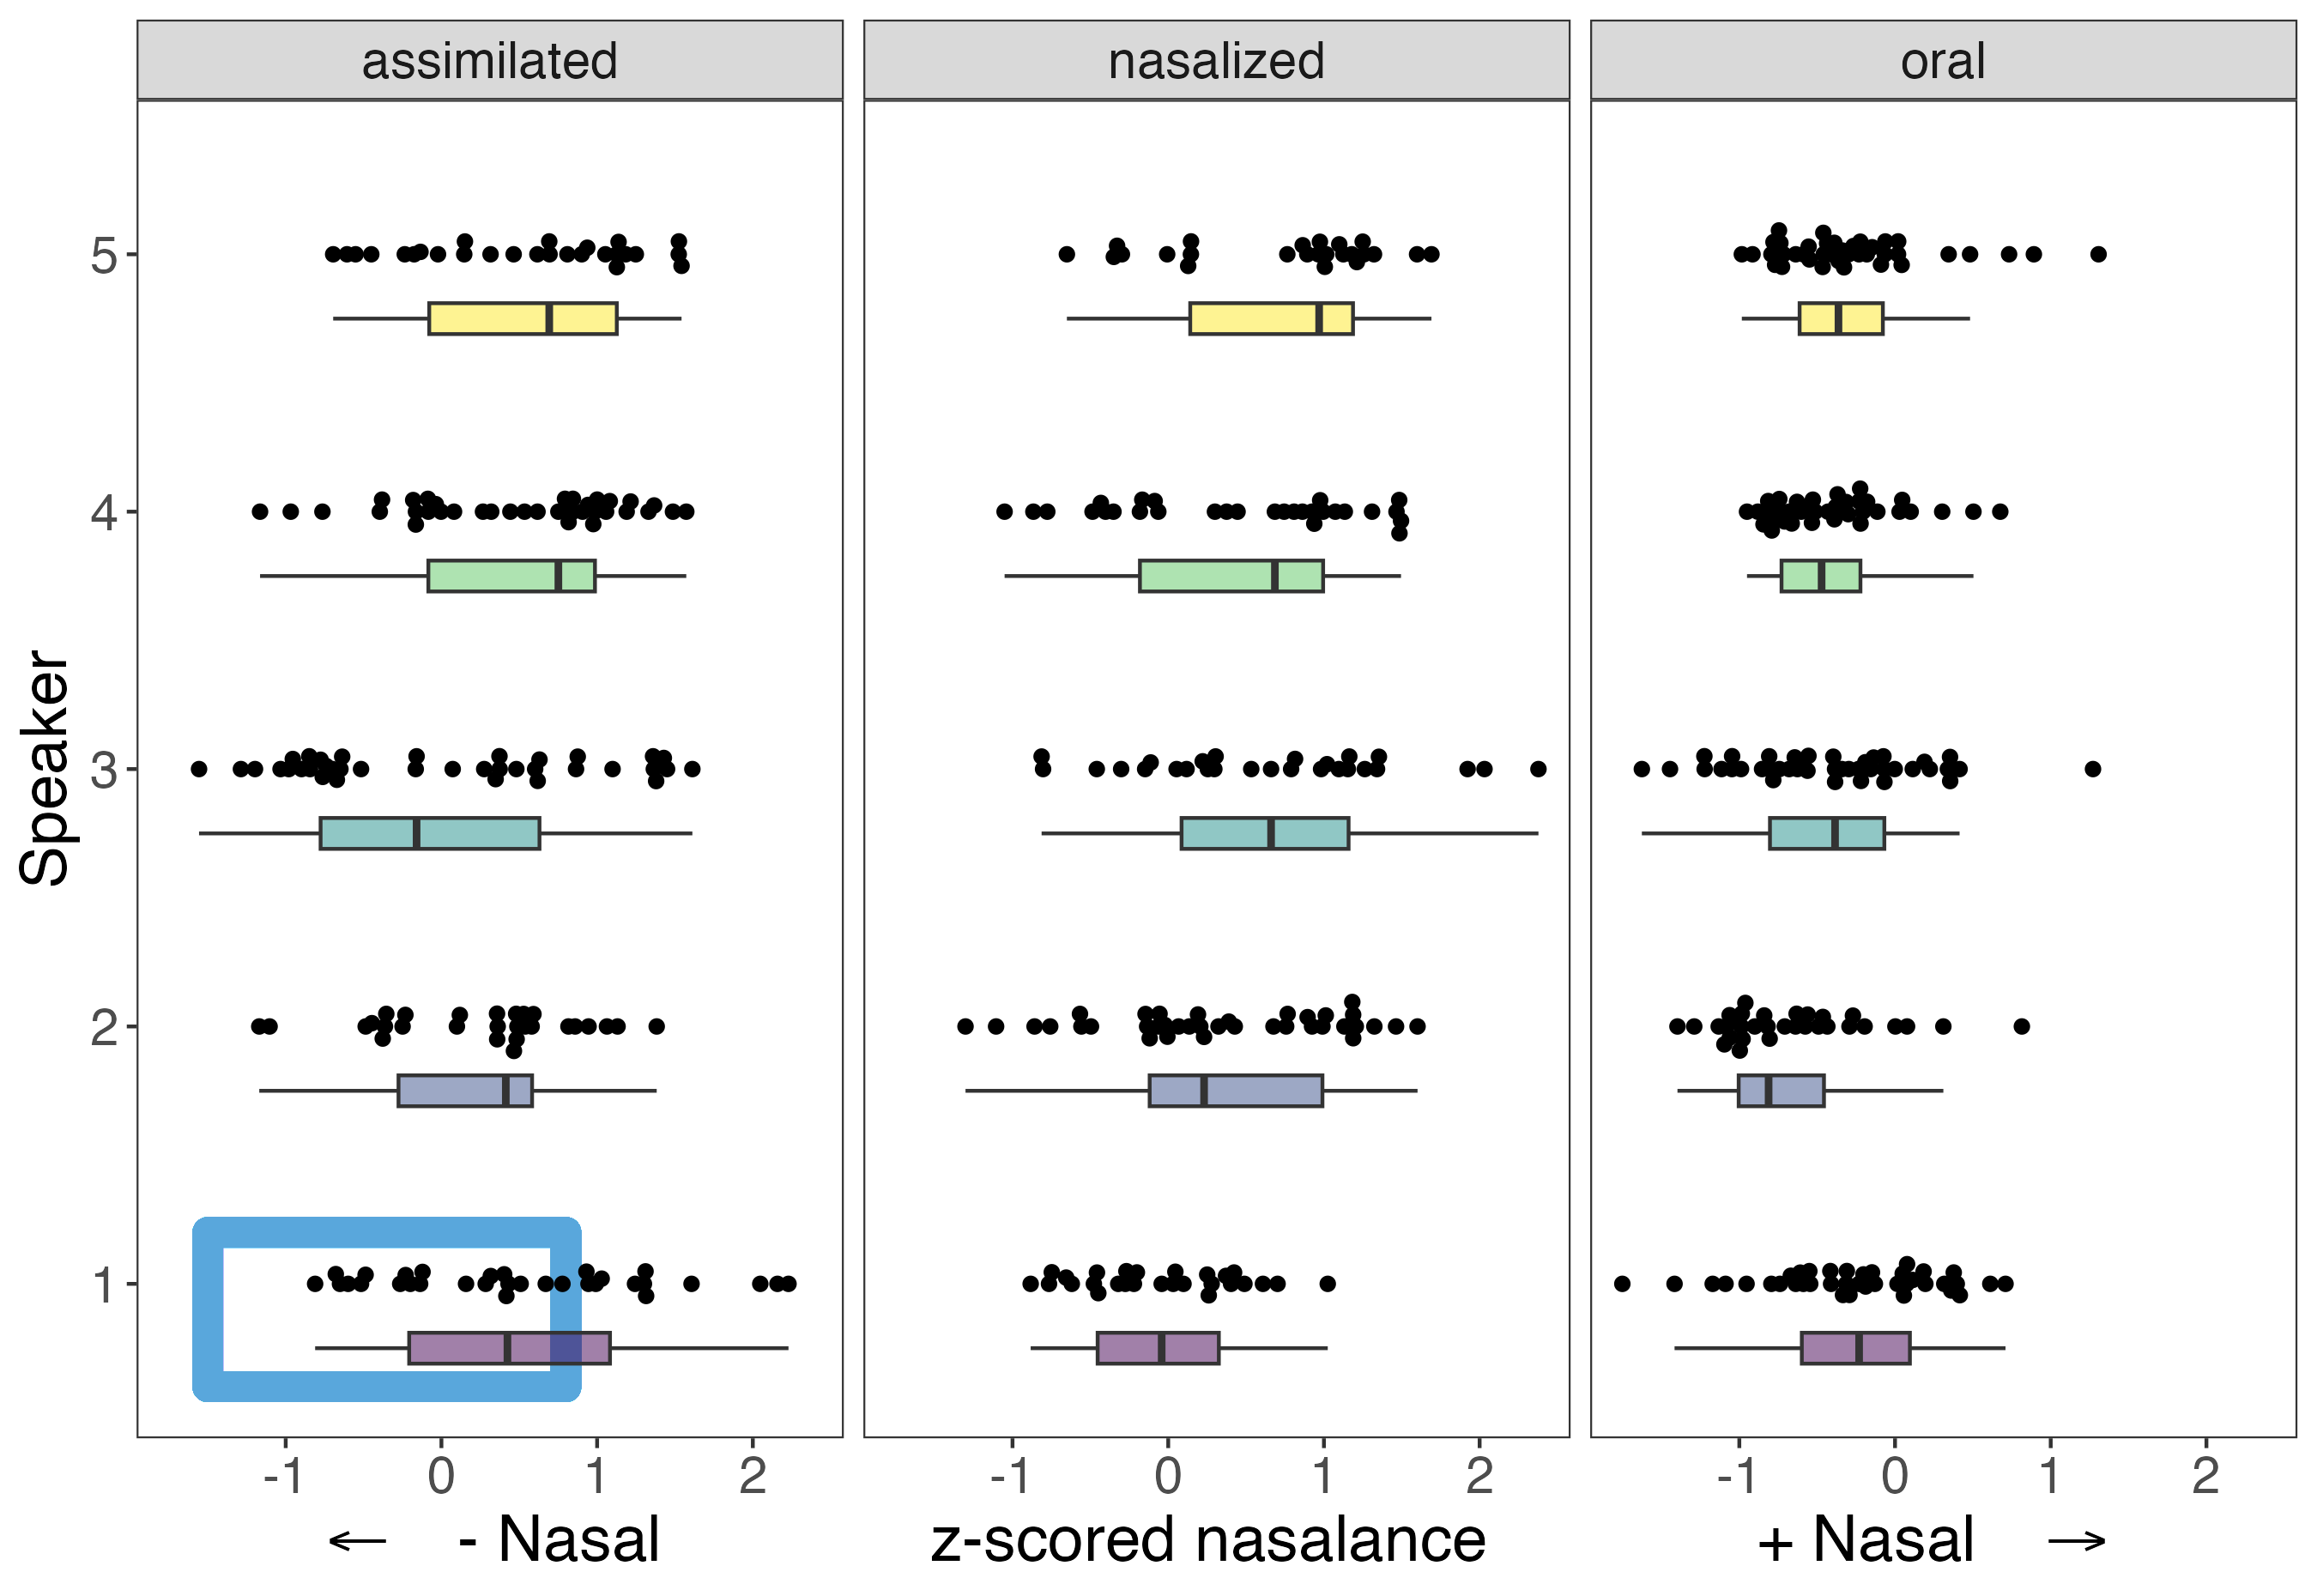 assimilated nasalized oral
5
4
3
2
1
Speaker
-1 0 1 2 -1 0 1 2 -1 0 1 2
← - Nasal z-scored nasalance + Nasal →